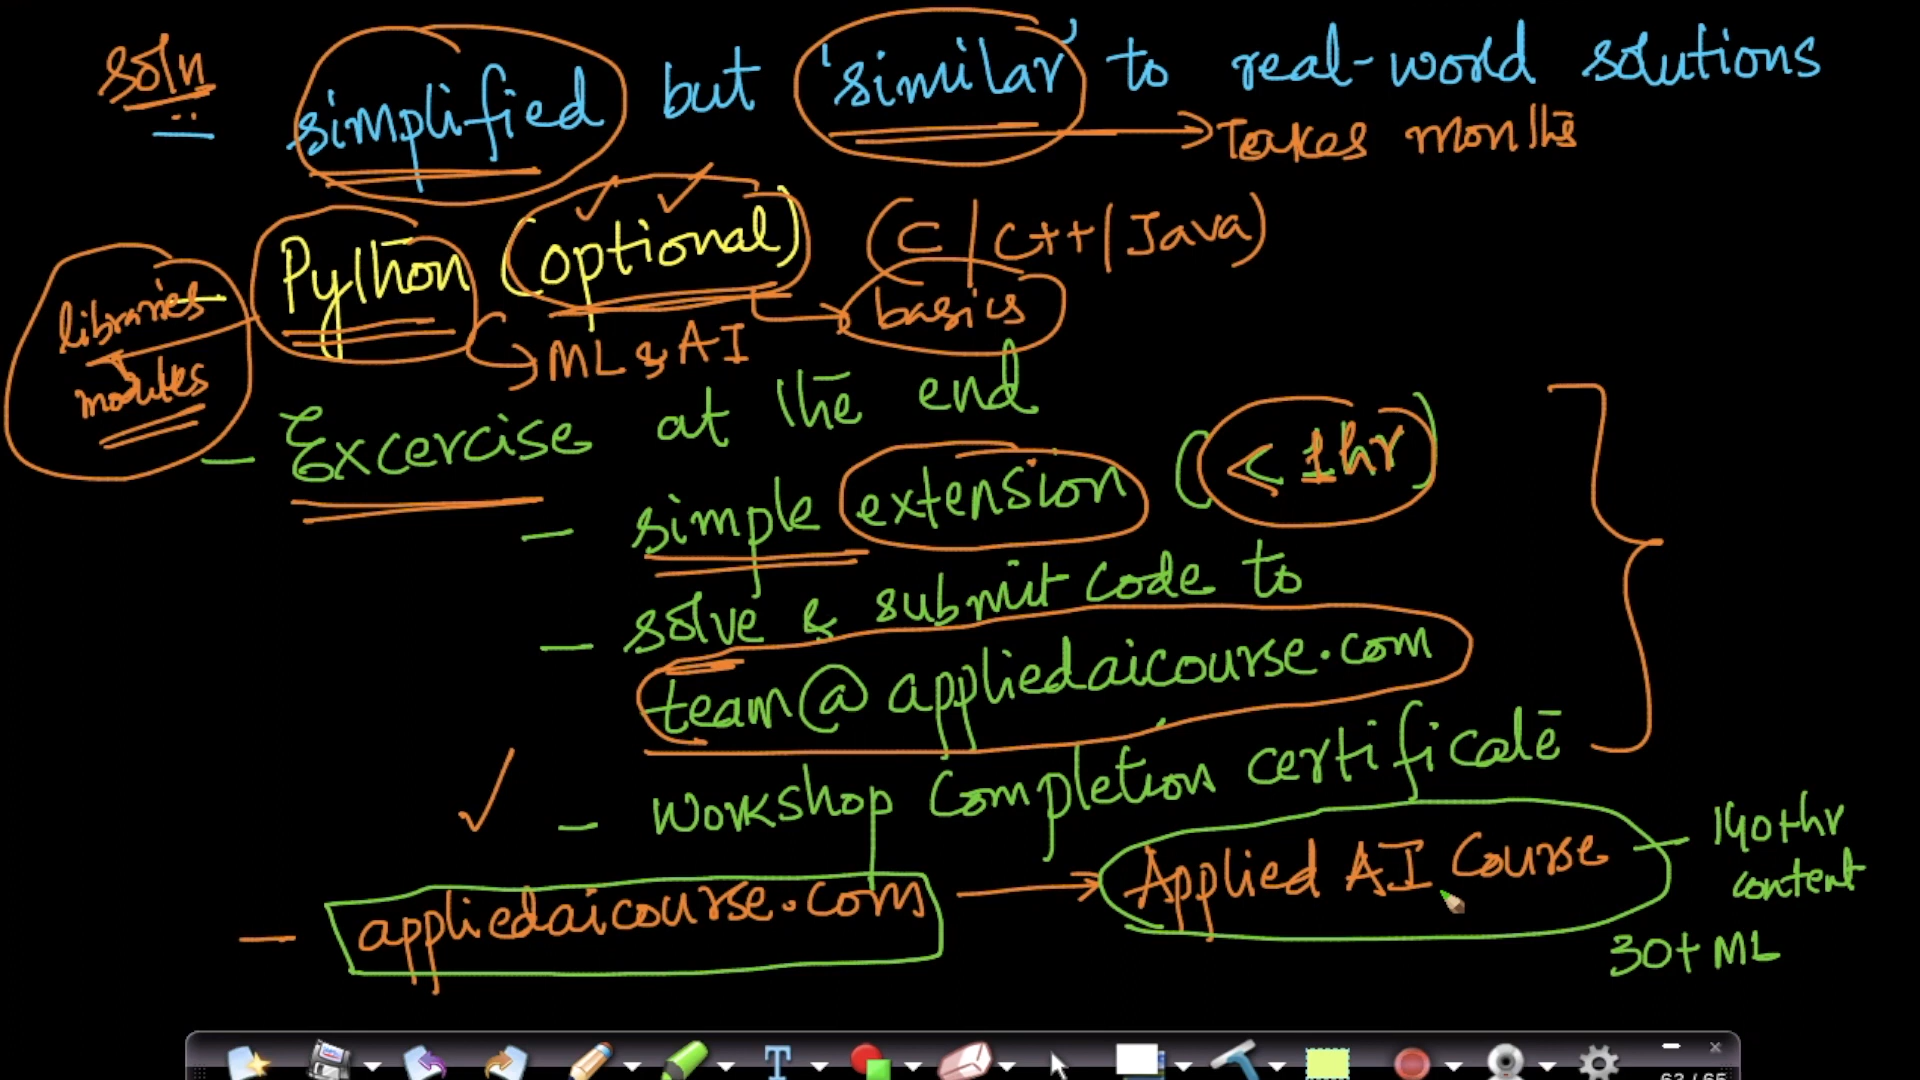 soln
simplified but 'similar' to real-world solutions
Takes months
Python (optional) (C | C++ | Java)
libraries
basics
ML & AI
modules
- Excercise at the end
- simple extension (< 1hr)
- solve & submit code to
team@appliedaicourse.com
- Workshop Completion certificate
- appliedaicourse.com → Applied AI Course - 140+hr
content
30+ ML
63 / 65